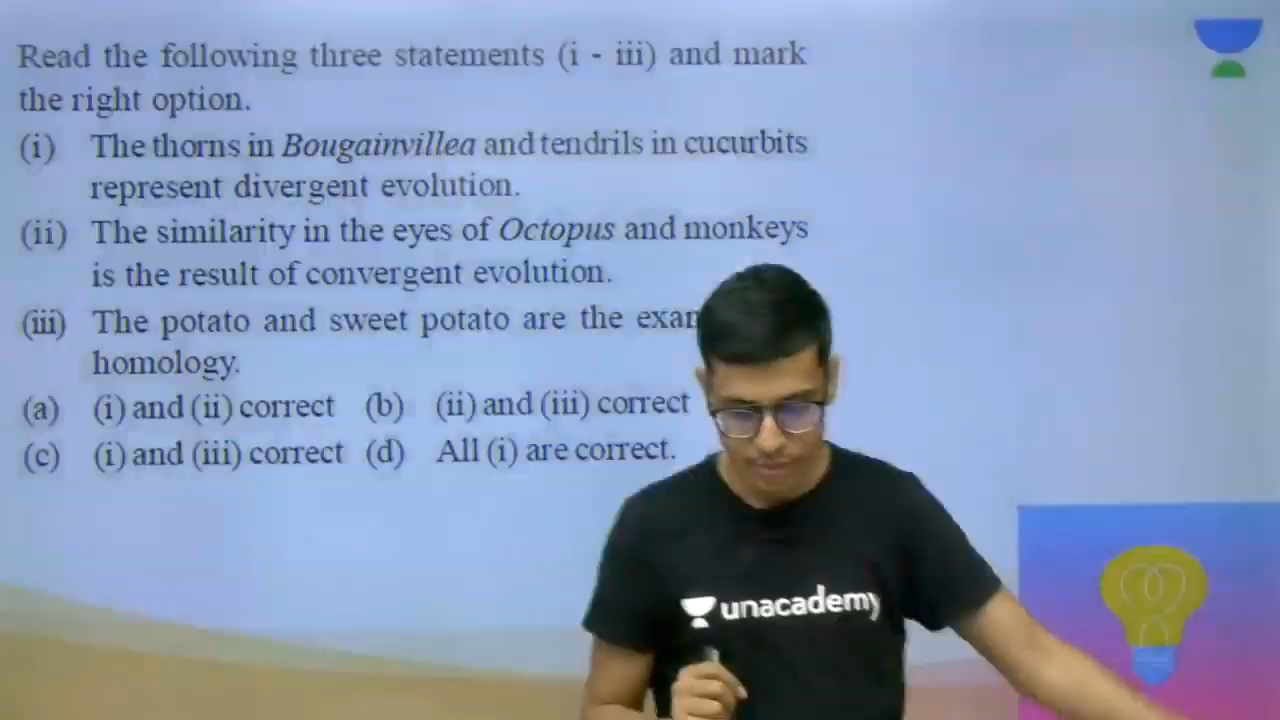 Read the following three statements (i - iii) and mark
the right option.
(i) The thorns in Bougainvillea and tendrils in cucurbits
represent divergent evolution.
(ii) The similarity in the eyes of Octopus and monkeys
is the result of convergent evolution.
(iii) The potato and sweet potato are the
homology.
(a) (i) and (ii) correct (b) (ii) and (iii) correct
(c) (i) and (iii) correct (d) All (i) are correct.
unacademy